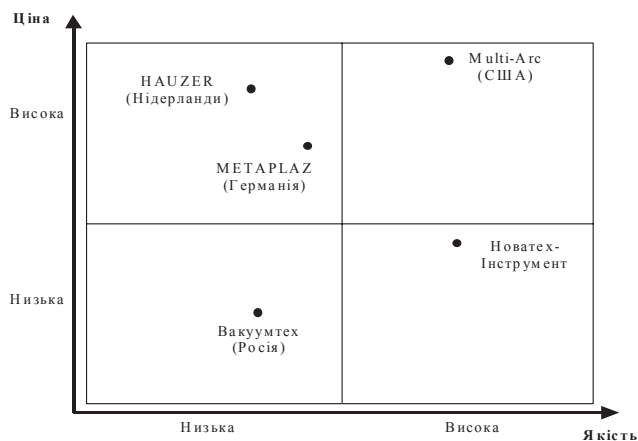 Ціна
Multi-Arc
(США)
HAUZER
(Нідерланди)
Висока
METAPLAZ
(Германія)
Новатех-
Інструмент
Низька
Вакуумтех
(Росія)
Низька
Висока
Якість